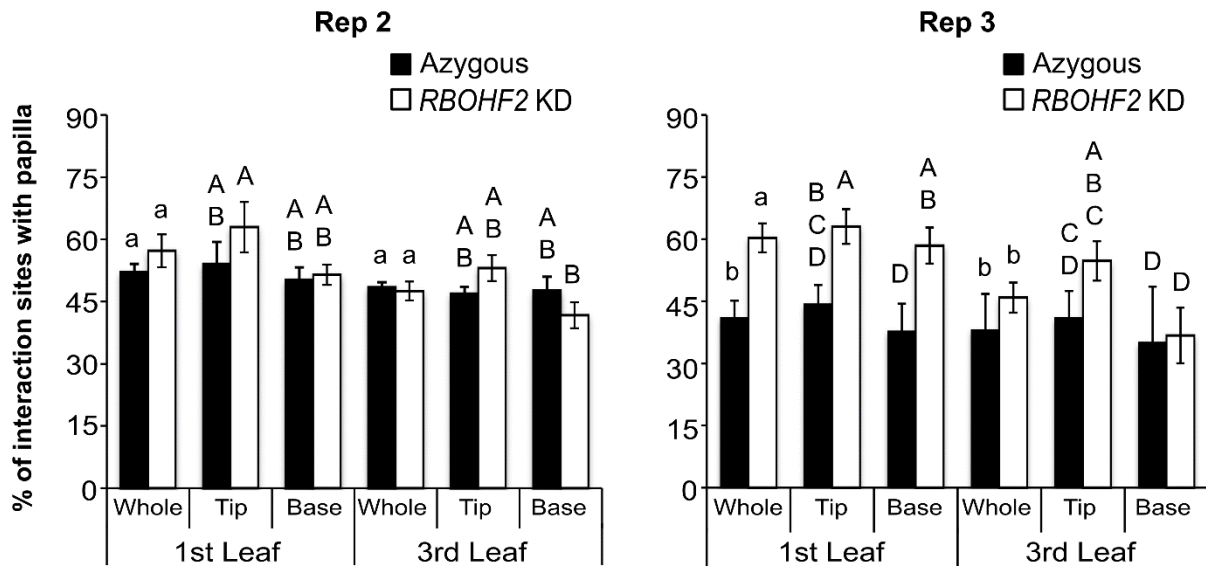 Rep 2
Azygous
RBOHF2 KD
% of interaction sites with papilla
90
75
60
45
30
15
0
a a A B A A B A B a a A B A B A B B
Whole Tip Base Whole Tip Base
1st Leaf 3rd Leaf
Rep 3
Azygous
RBOHF2 KD
90
75
60
45
30
15
0
b a B C D A D A B b b C D A B C D D
Whole Tip Base Whole Tip Base
1st Leaf 3rd Leaf